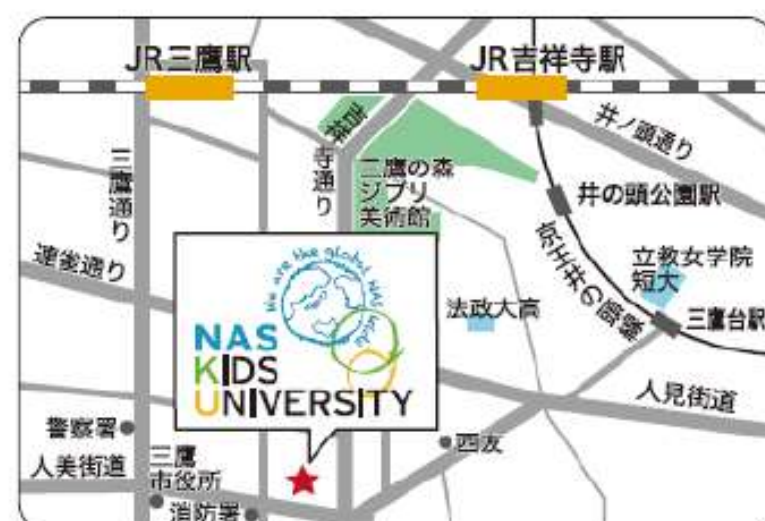 JR三鷹駅
JR吉祥寺駅
井ノ頭通り
三鷹通り
吉祥
寺通り
三鷹の森
ジブリ
美術館
井の頭公園駅
京王井の頭線
立教女学院
短大
三鷹台駅
連雀通り
法政大高
We are the global NAS kids
NAS
KIDS
UNIVERSITY
人見街道
警察署
西友
人美街道
三鷹
市役所
消防署